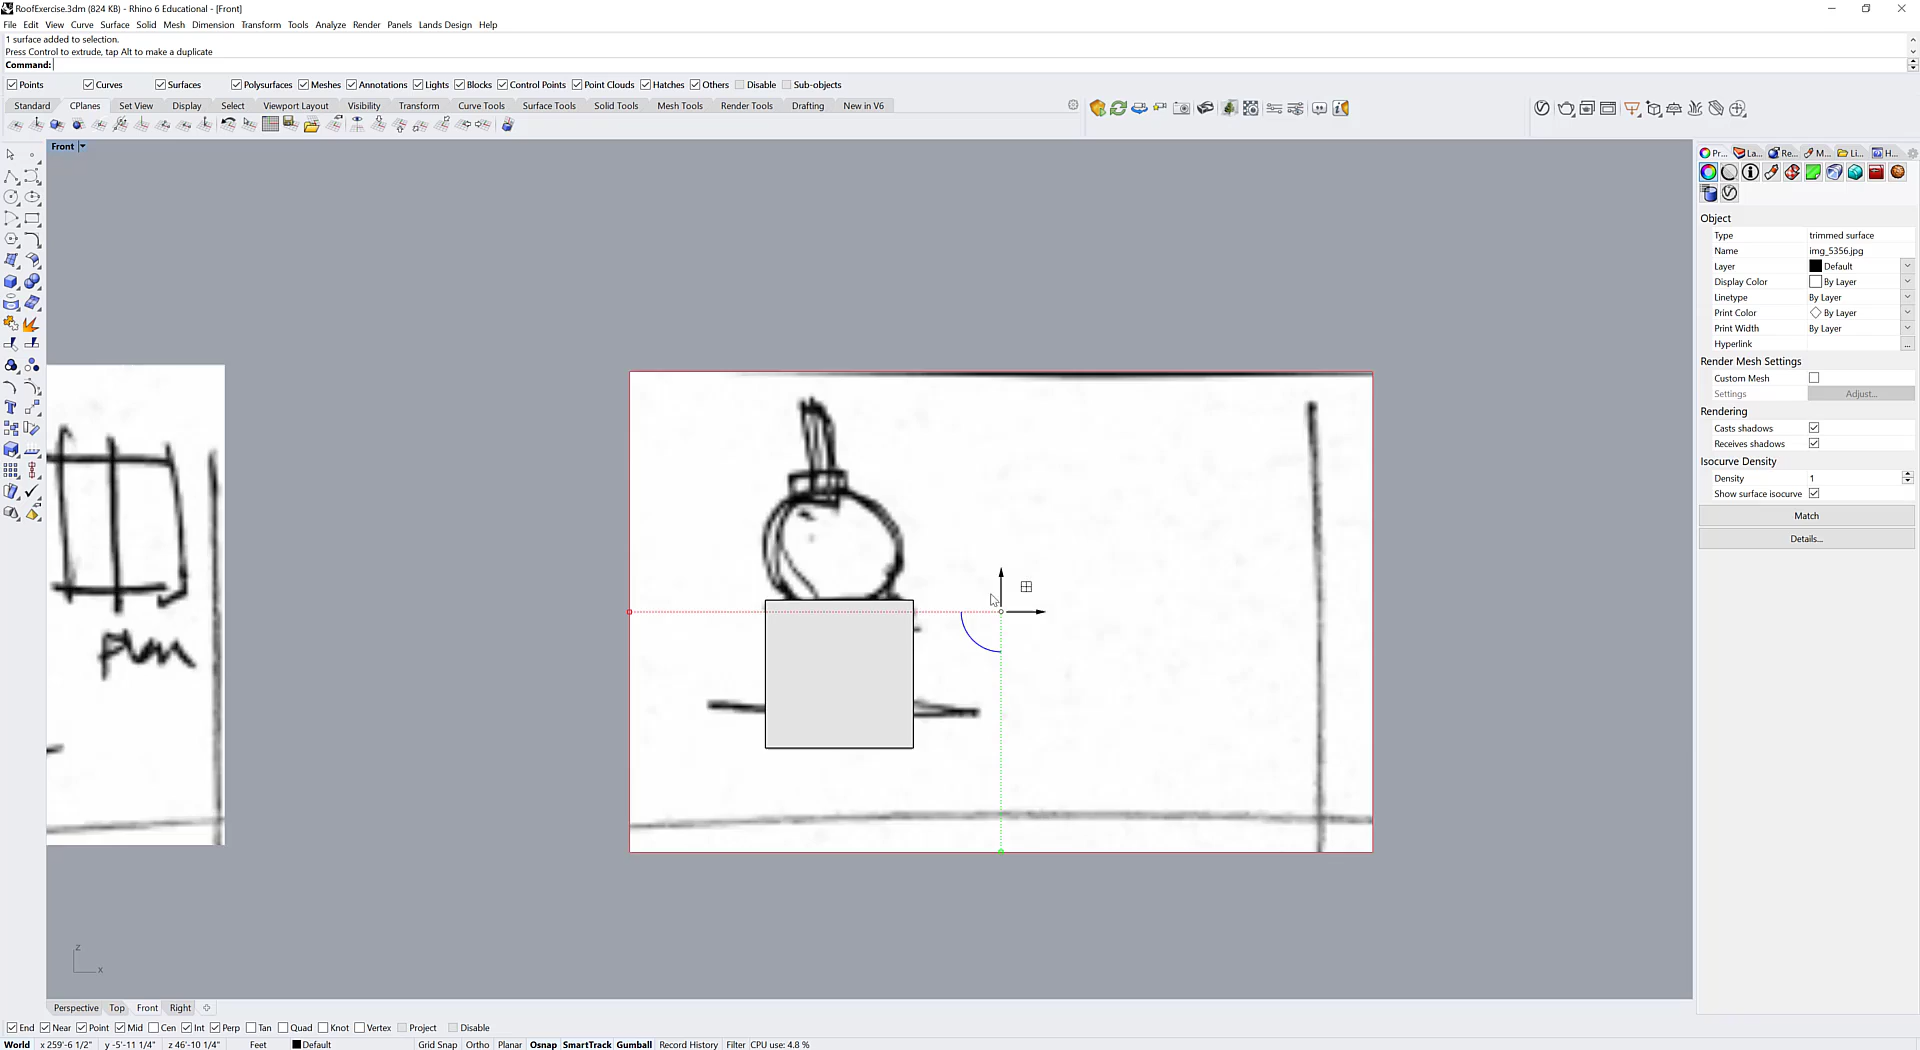 RoofExercise.3dm (824 KB) - Rhino 6 Educational - [Front]
File Edit View Curve Surface Solid Mesh Dimension Transform Tools Analyze Render Panels Lands Design Help
1 surface added to selection.
Press Control to extrude, tap Alt to make a duplicate
Command:
Points Curves Surfaces Polysurfaces Meshes Annotations Lights Blocks Control Points Point Clouds Hatches Others Disable Sub-objects
Standard CPlanes Set View Display Select Viewport Layout Visibility Transform Curve Tools Surface Tools Solid Tools Mesh Tools Render Tools Drafting New in V6
Front
Pr... La... Re... M... Li... H...
Object
Type trimmed surface
Name img_5356.jpg
Layer Default
Display Color By Layer
Linetype By Layer
Print Color By Layer
Print Width By Layer
Hyperlink ...
Render Mesh Settings
Custom Mesh
Settings Adjust...
Rendering
Casts shadows
Receives shadows
Isocurve Density
Density 1
Show surface isocurve
Match
Details...
plan
z
x
Perspective Top Front Right
End Near Point Mid Cen Int Perp Tan Quad Knot Vertex Project Disable
World x 259'-6 1/2" y -5'-11 1/4" z 46'-10 1/4" Feet Default Grid Snap Ortho Planar Osnap SmartTrack Gumball Record History Filter CPU use: 4.8 %